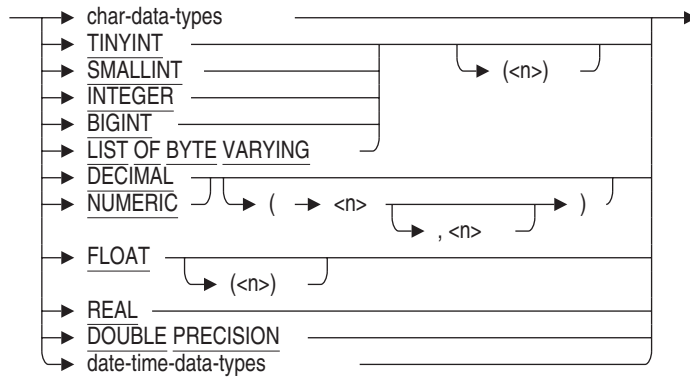 char-data-types
TINYINT
(<n>)
SMALLINT
INTEGER
BIGINT
LIST OF BYTE VARYING
DECIMAL
NUMERIC
( <n> )
, <n>
FLOAT
(<n>)
REAL
DOUBLE PRECISION
date-time-data-types